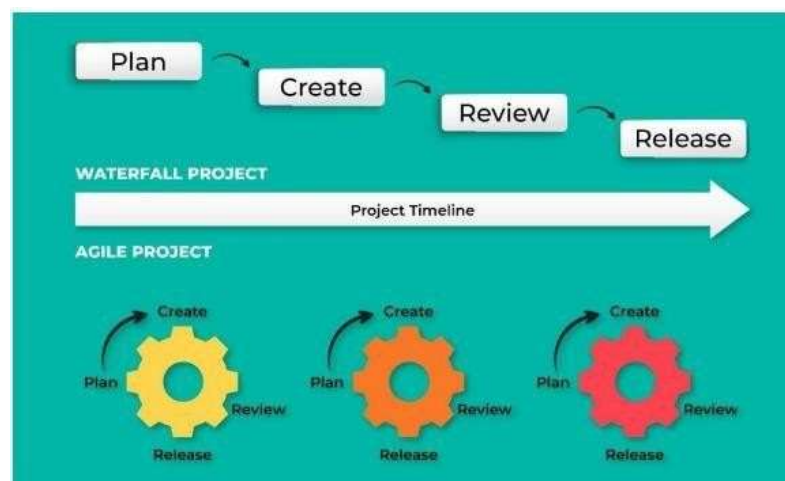 Plan
Create
Review
Release
WATERFALL PROJECT
Project Timeline
AGILE PROJECT
Create
Plan
Review
Release
Create
Plan
Review
Release
Create
Plan
Review
Release